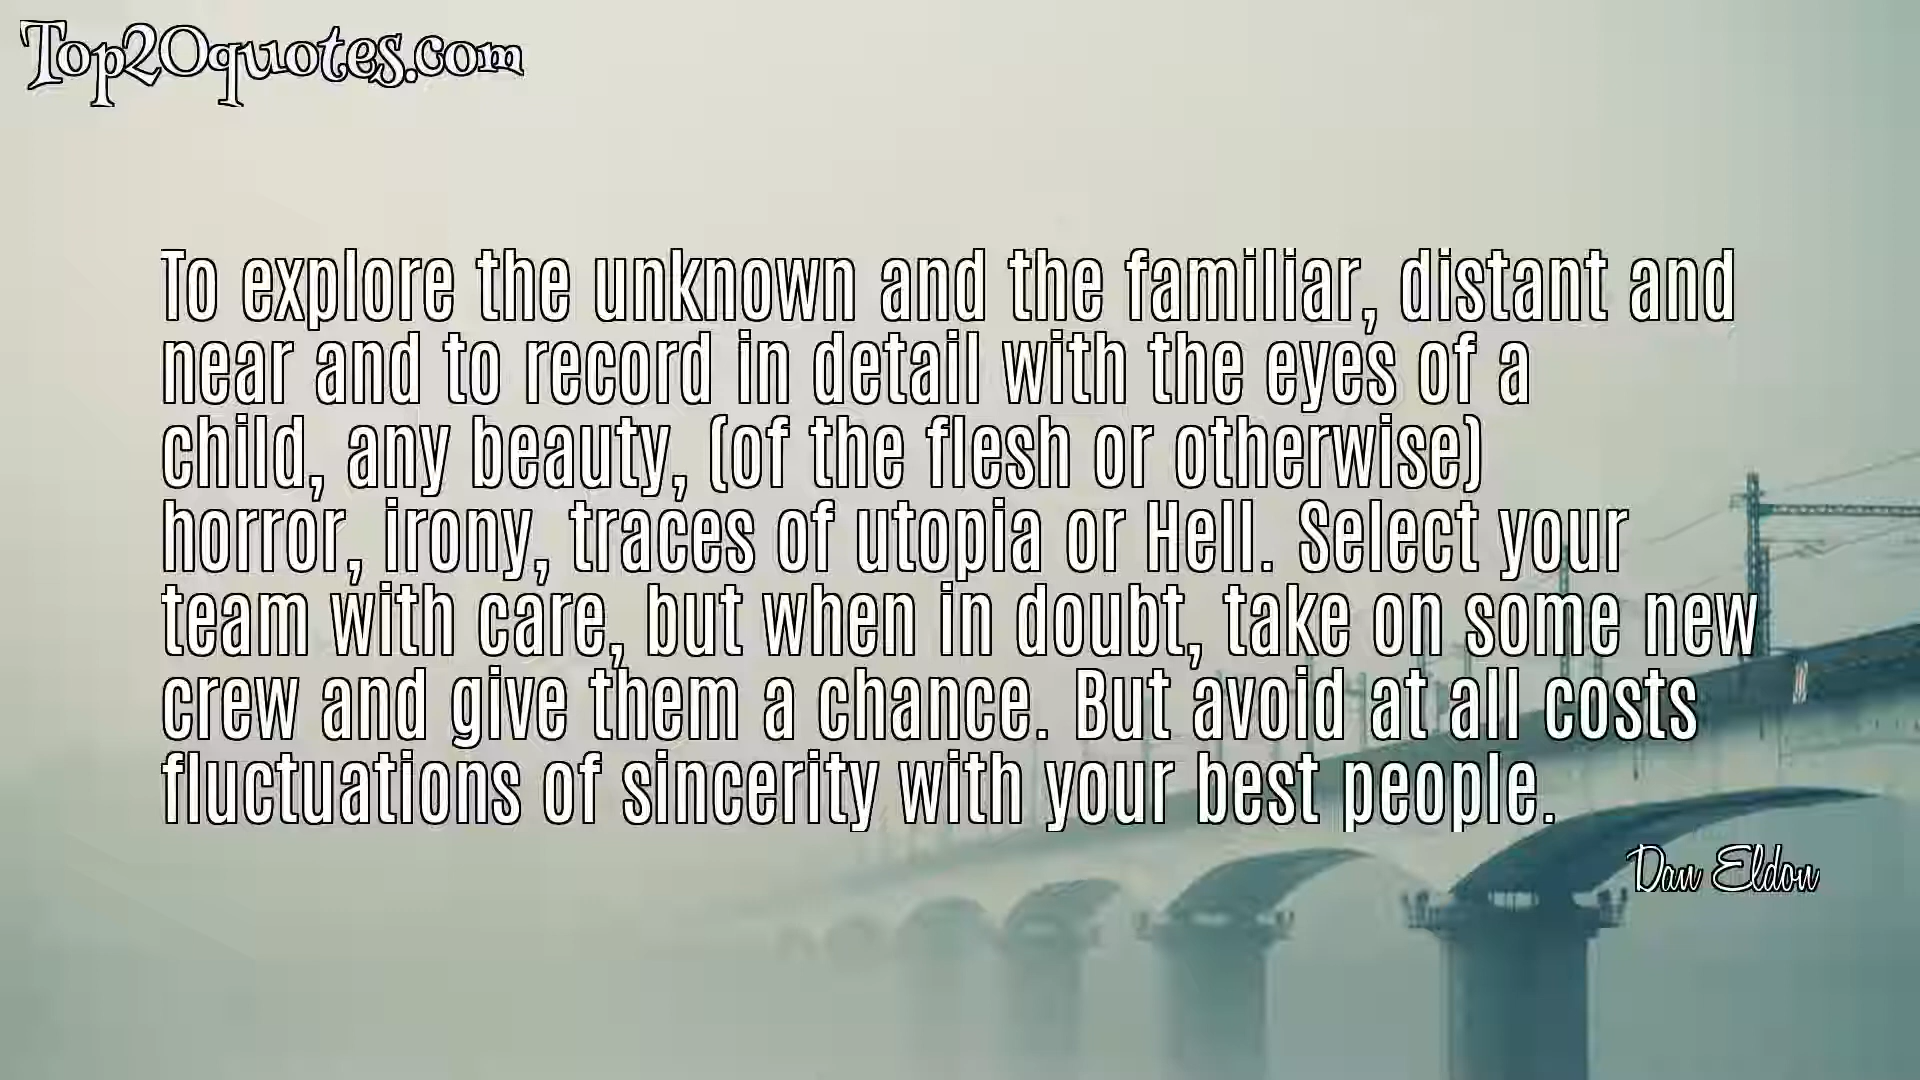 Top20quotes.com
To explore the unknown and the familiar, distant and
near and to record in detail with the eyes of a
child, any beauty, (of the flesh or otherwise)
horror, irony, traces of utopia or Hell. Select your
team with care, but when in doubt, take on some new
crew and give them a chance. But avoid at all costs
fluctuations of sincerity with your best people.
Dan Eldon